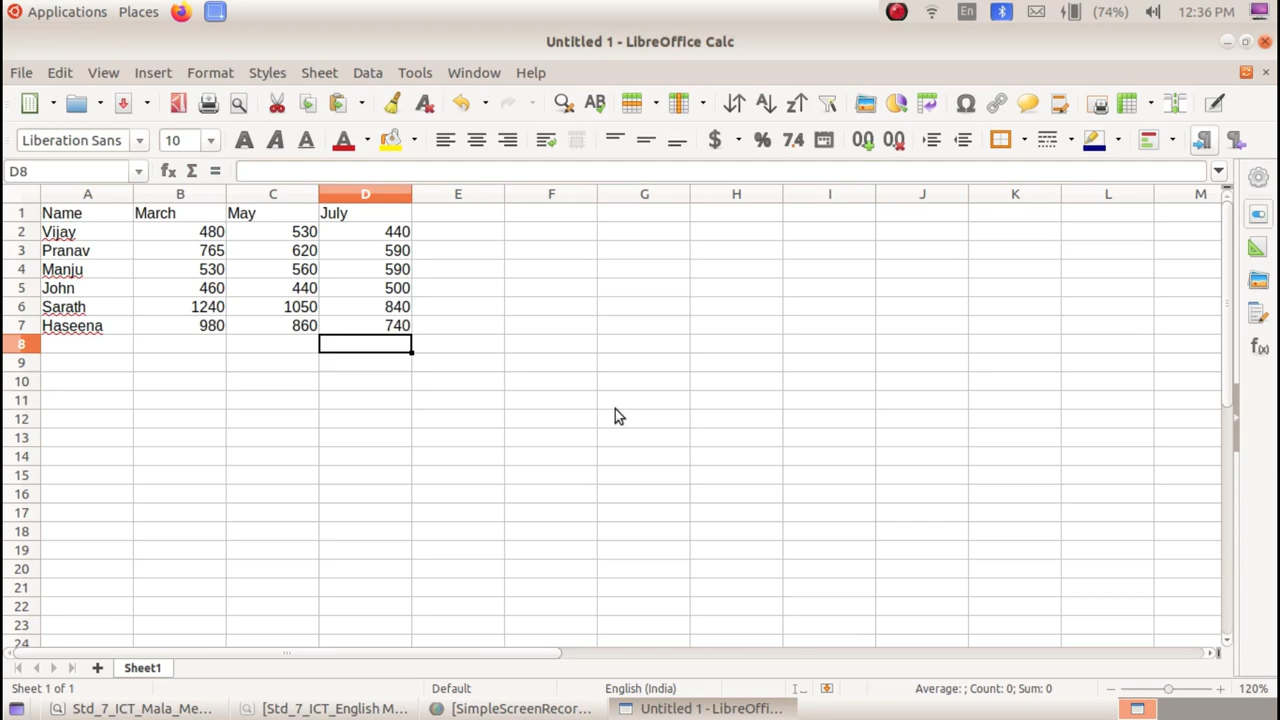 Applications Places En (74%) 12:36 PM
Untitled 1 - LibreOffice Calc
File Edit View Insert Format Styles Sheet Data Tools Window Help
Liberation Sans 10
D8
A B C D E F G H I J K L M
1 Name March May July
2 Vijay 480 530 440
3 Pranav 765 620 590
4 Manju 530 560 590
5 John 460 440 500
6 Sarath 1240 1050 840
7 Haseena 980 860 740
8
9
10
11
12
13
14
15
16
17
18
19
20
21
22
23
24
Sheet1
Sheet 1 of 1 Default English (India) Average: ; Count: 0; Sum: 0 120%
Std_7_ICT_Mala_Me... [Std_7_ICT_English M... [SimpleScreenRecor... Untitled 1 - LibreOffi...